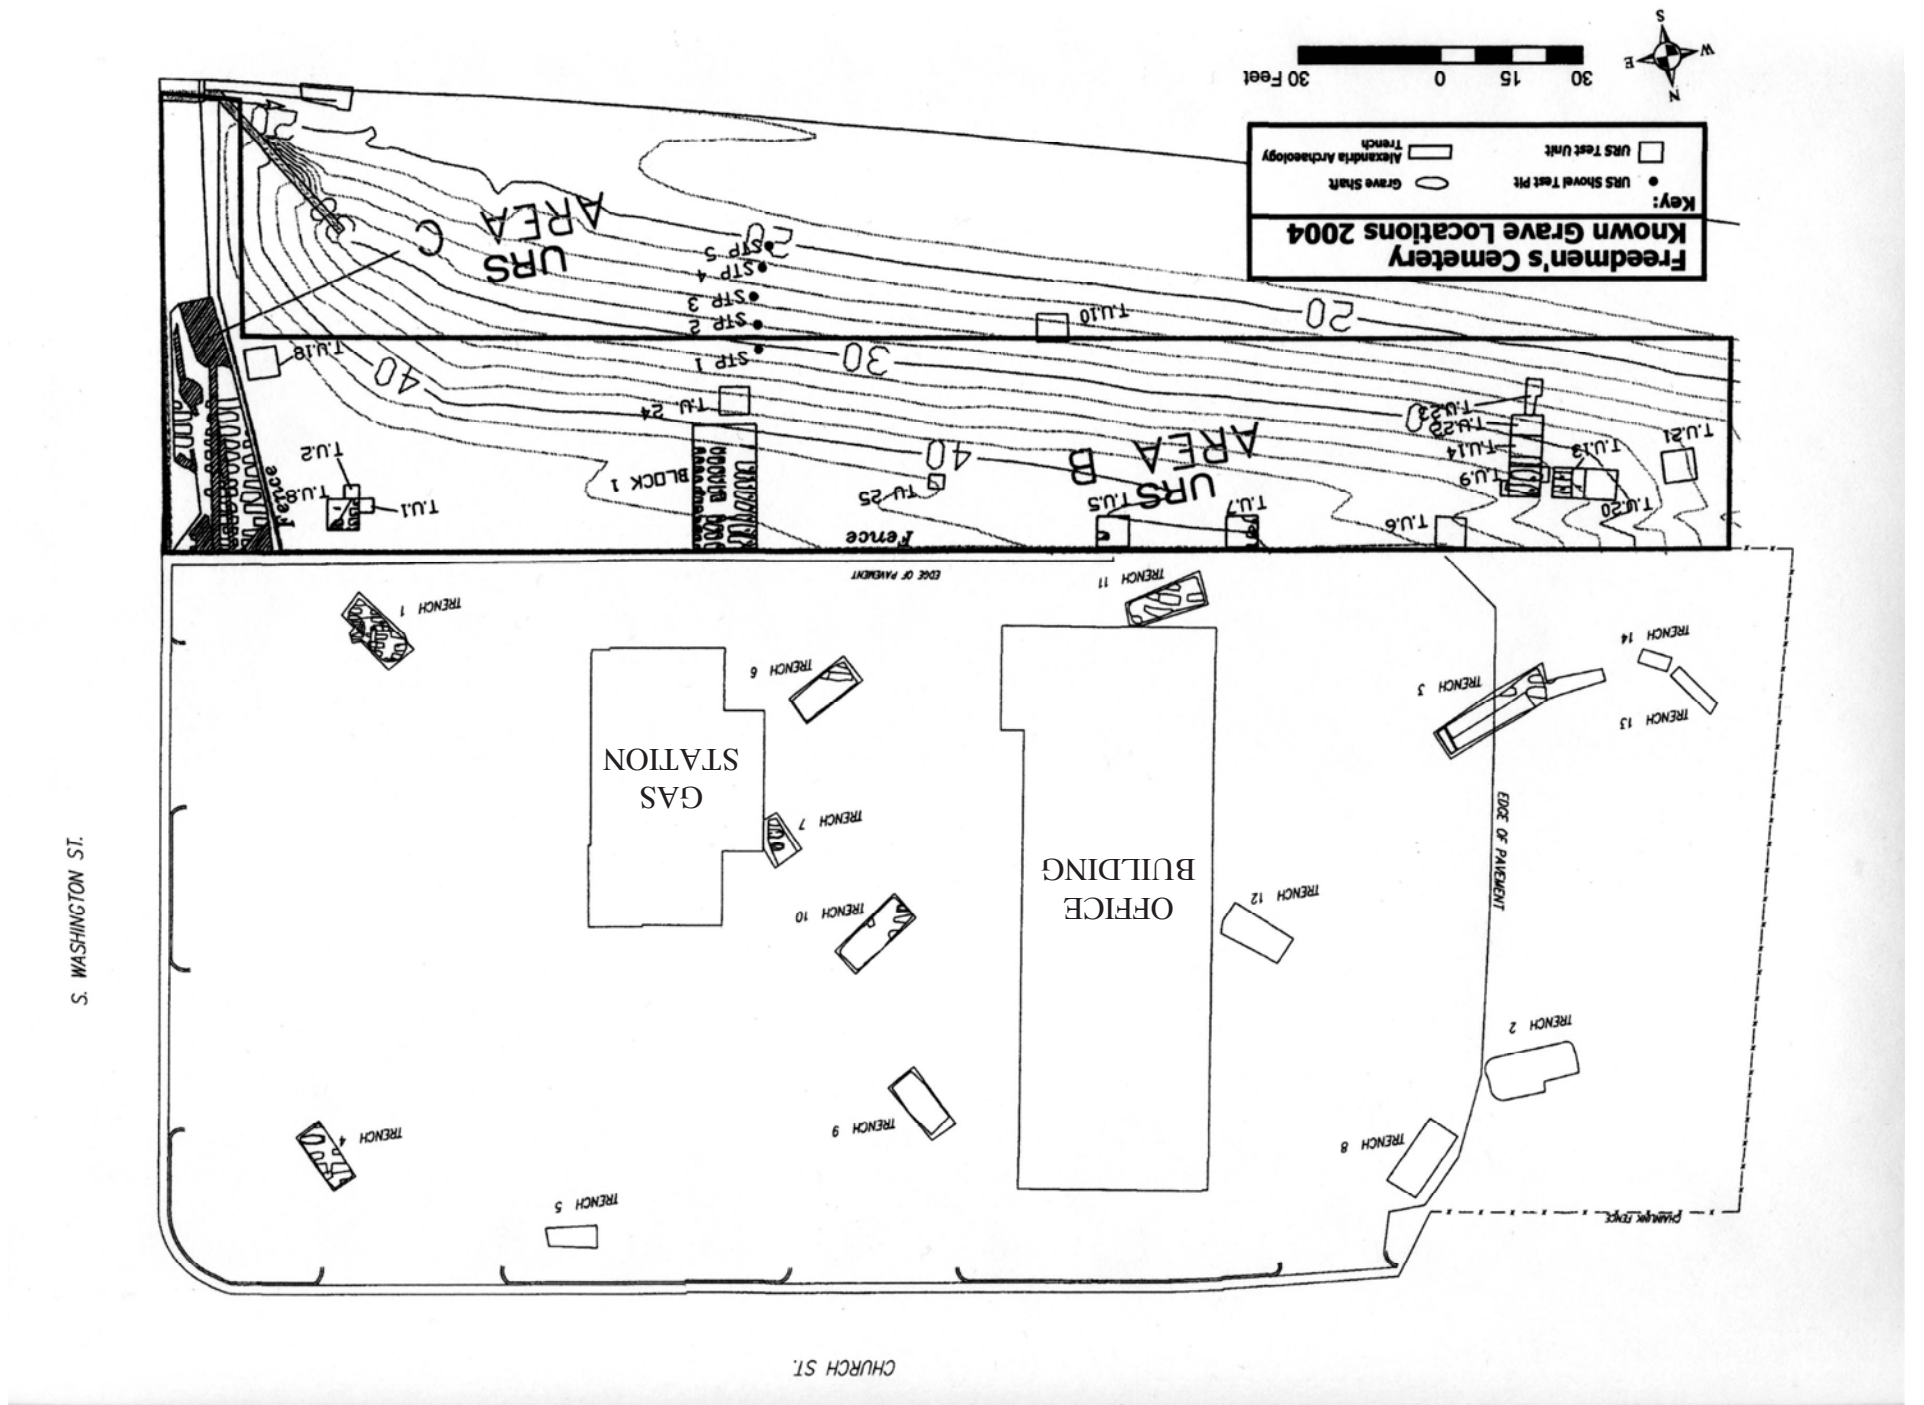 CHURCH ST.
CHAINLINK FENCE
TRENCH 5
TRENCH 8
TRENCH 4
TRENCH 9
TRENCH 2
S. WASHINGTON ST.
OFFICE
BUILDING
TRENCH 12
TRENCH 10
EDGE OF PAVEMENT
TRENCH 7
GAS
STATION
TRENCH 13
TRENCH 3
TRENCH 6
TRENCH 14
TRENCH 1
TRENCH 11
EDGE OF PAVEMENT
Fence
T.U.6
T.U.20
T.U.7
T.U.5
T.U.1
T.U.8
Fence
T.U. 25
BLOCK 1
URS
AREA
B
T.U.9
T.U.13
T.U.14
T.U.21
T.U.22
T.U.23
T.U.2
40
T.U. 24
40
30
STP 1
T.U.18
STP 2
STP 3
STP 4
STP 5
T.U.10
20
20
URS
AREA
C
Freedmen's Cemetery
Known Grave Locations 2004
Key:
URS Shovel Test Pit
Grave Shaft
URS Test Unit
Alexandria Archaeology
Trench
30 0 15 30 Feet
N
W
E
S